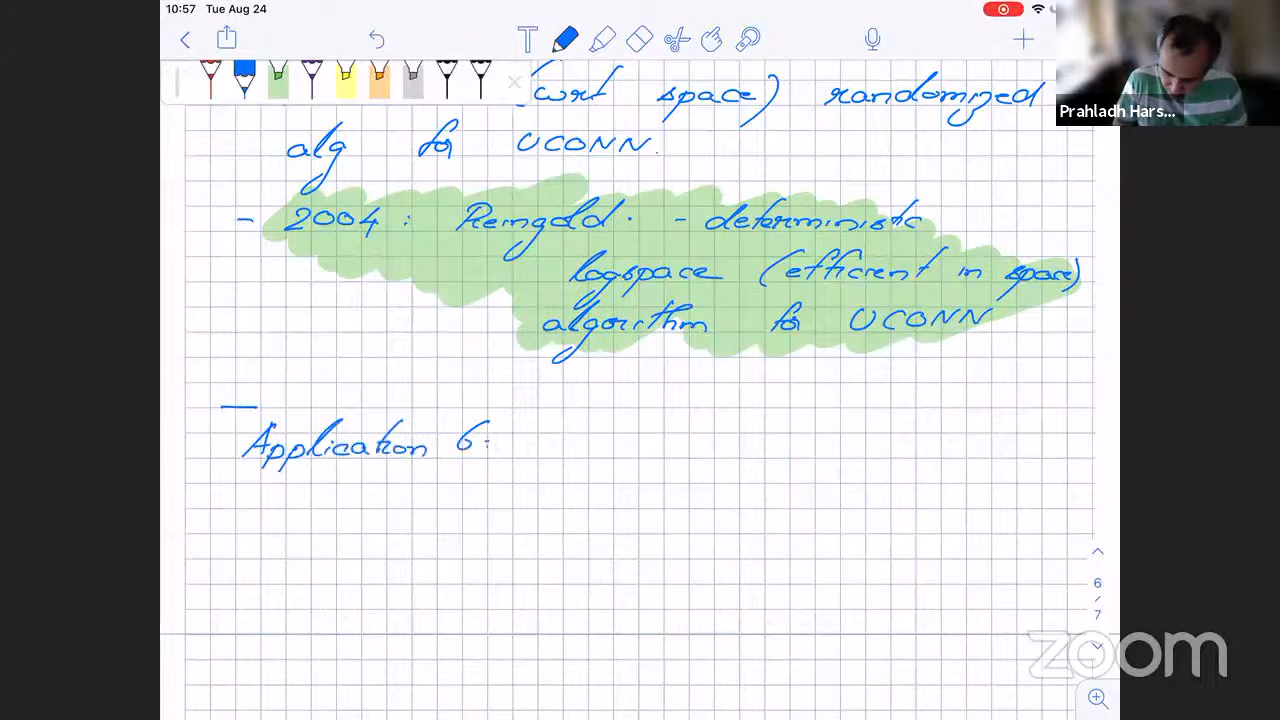 10:57 Tue Aug 24
Prahladh Hars...
(wrt space) randomized
alg for UCONN.
- 2004 : Reingold. - deterministic
logspace (efficient in space)
algorithm for UCONN
Application 6:
6
/
7
zoom